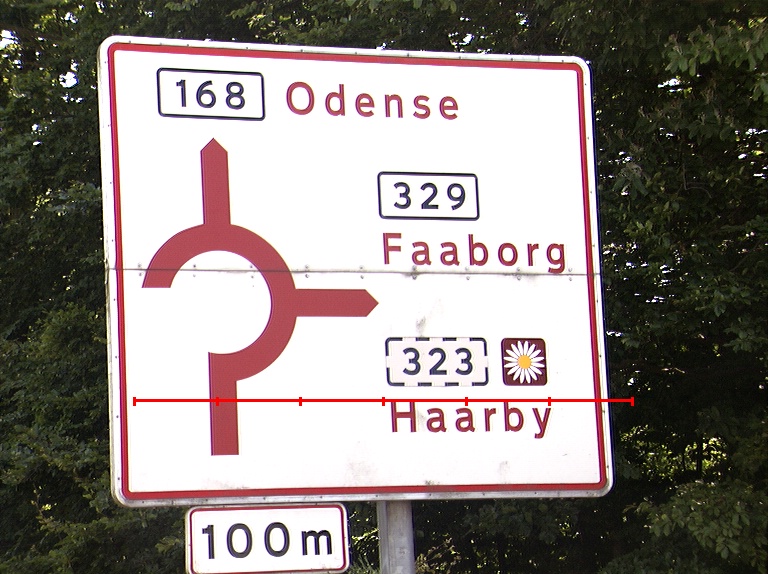 168 Odense
329
Faaborg
323
Haarby
100m